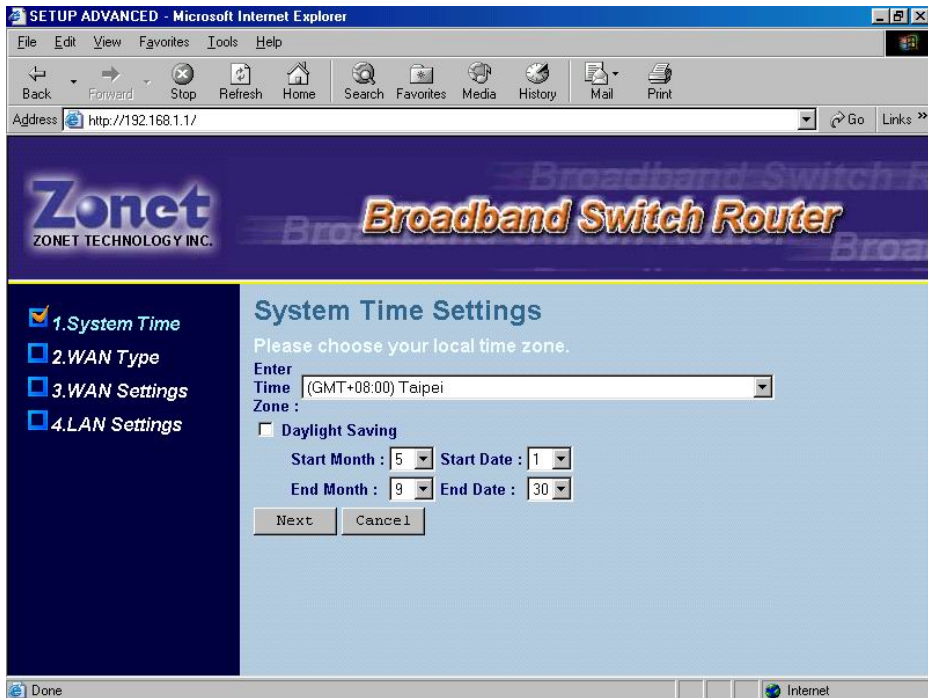 SETUP ADVANCED - Microsoft Internet Explorer
File Edit View Favorites Tools Help
Back Forward Stop Refresh Home Search Favorites Media History Mail Print
Address http://192.168.1.1/ Go Links »
Zonet
ZONET TECHNOLOGY INC.
Broadband Switch R
Broadband Switch Router
Broa
1.System Time
2.WAN Type
3.WAN Settings
4.LAN Settings
System Time Settings
Please choose your local time zone.
Enter
Time (GMT+08:00) Taipei
Zone :
Daylight Saving
Start Month : 5 Start Date : 1
End Month : 9 End Date : 30
Next Cancel
Done Internet